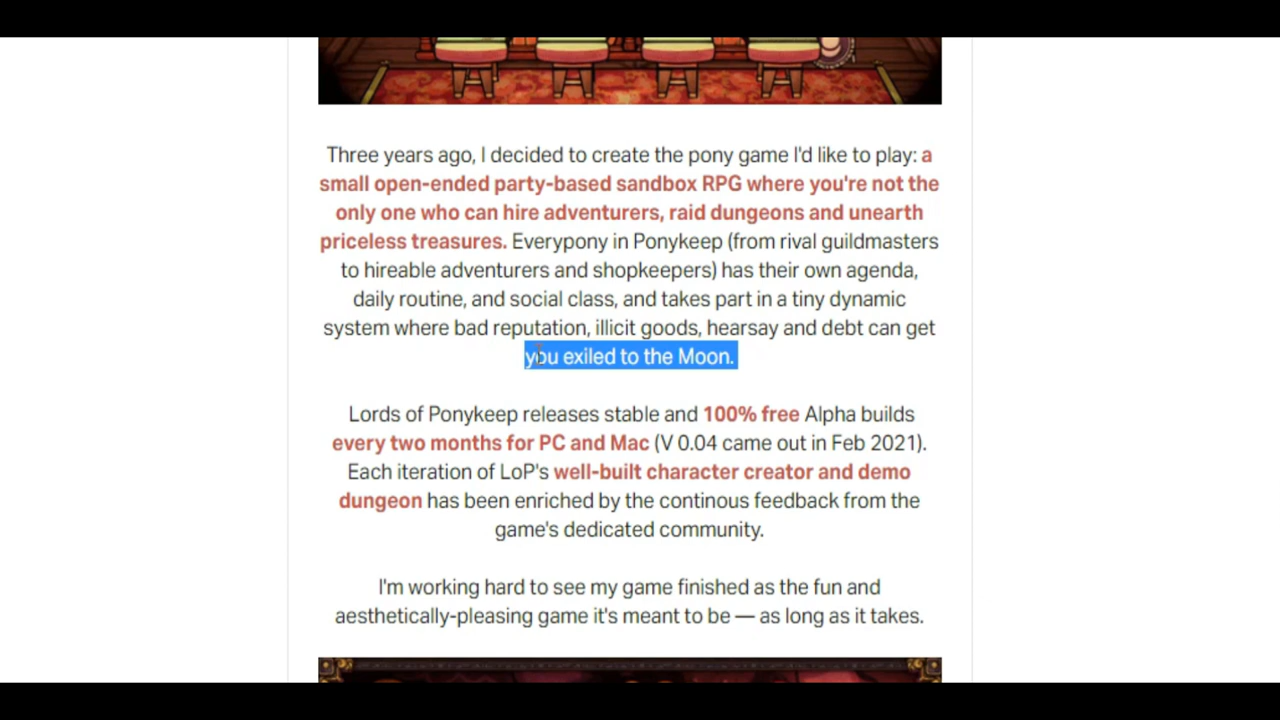 Three years ago, I decided to create the pony game I'd like to play: a
small open-ended party-based sandbox RPG where you're not the
only one who can hire adventurers, raid dungeons and unearth
priceless treasures. Everypony in Ponykeep (from rival guildmasters
to hireable adventurers and shopkeepers) has their own agenda,
daily routine, and social class, and takes part in a tiny dynamic
system where bad reputation, illicit goods, hearsay and debt can get
you exiled to the Moon.
Lords of Ponykeep releases stable and 100% free Alpha builds
every two months for PC and Mac (V 0.04 came out in Feb 2021).
Each iteration of LoP's well-built character creator and demo
dungeon has been enriched by the continous feedback from the
game's dedicated community.
I'm working hard to see my game finished as the fun and
aesthetically-pleasing game it's meant to be — as long as it takes.